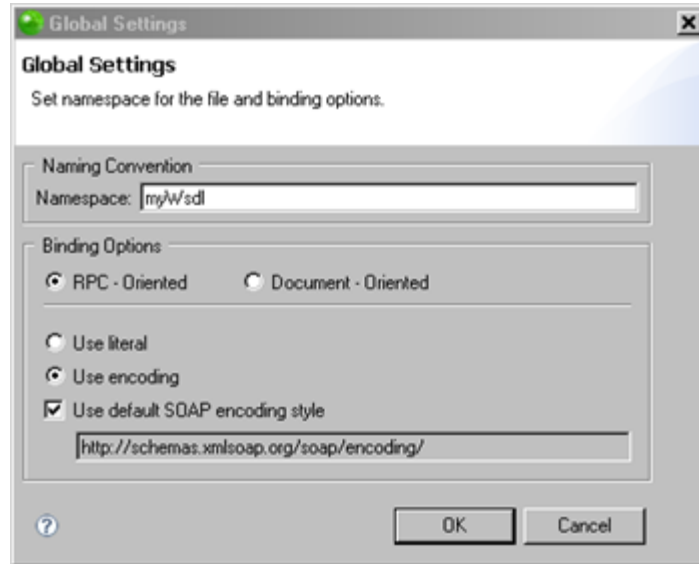 Global Settings
Global Settings
Set namespace for the file and binding options.
Naming Convention
Namespace: myWsdl
Binding Options
RPC - Oriented Document - Oriented
Use literal
Use encoding
Use default SOAP encoding style
http://schemas.xmlsoap.org/soap/encoding/
? OK Cancel